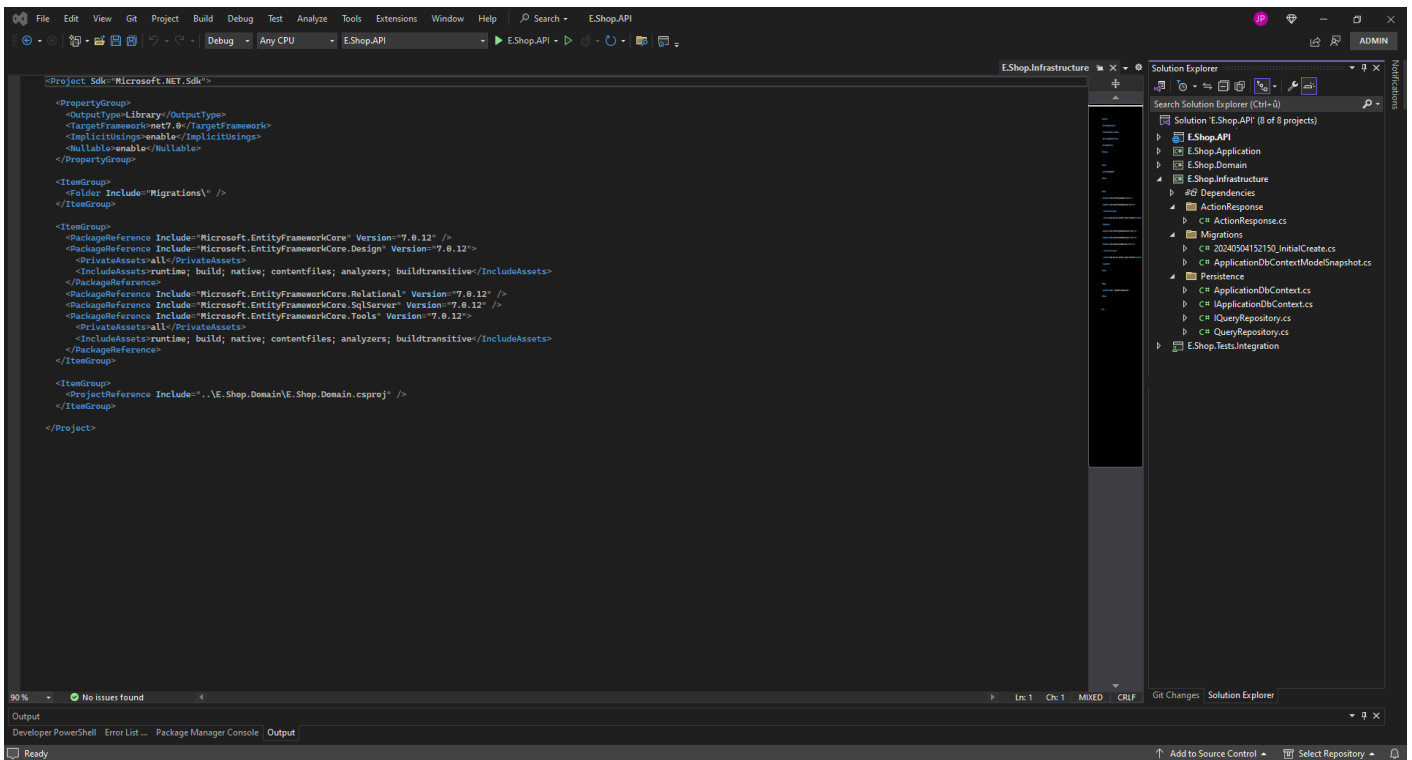 File Edit View Git Project Build Debug Test Analyze Tools Extensions Window Help Search E.Shop.API JP
Debug Any CPU E.Shop.API E.Shop.API ADMIN
E.Shop.Infrastructure
<Project Sdk="Microsoft.NET.Sdk">
<PropertyGroup>
<OutputType>Library</OutputType>
<TargetFramework>net7.0</TargetFramework>
<ImplicitUsings>enable</ImplicitUsings>
<Nullable>enable</Nullable>
</PropertyGroup>
<ItemGroup>
<Folder Include="Migrations\" />
</ItemGroup>
<ItemGroup>
<PackageReference Include="Microsoft.EntityFrameworkCore" Version="7.0.12" />
<PackageReference Include="Microsoft.EntityFrameworkCore.Design" Version="7.0.12">
<PrivateAssets>all</PrivateAssets>
<IncludeAssets>runtime; build; native; contentfiles; analyzers; buildtransitive</IncludeAssets>
</PackageReference>
<PackageReference Include="Microsoft.EntityFrameworkCore.Relational" Version="7.0.12" />
<PackageReference Include="Microsoft.EntityFrameworkCore.SqlServer" Version="7.0.12" />
<PackageReference Include="Microsoft.EntityFrameworkCore.Tools" Version="7.0.12">
<PrivateAssets>all</PrivateAssets>
<IncludeAssets>runtime; build; native; contentfiles; analyzers; buildtransitive</IncludeAssets>
</PackageReference>
</ItemGroup>
<ItemGroup>
<ProjectReference Include="..\E.Shop.Domain\E.Shop.Domain.csproj" />
</ItemGroup>
</Project>
Solution Explorer
Search Solution Explorer (Ctrl+ů)
Solution 'E.Shop.API' (8 of 8 projects)
E.Shop.API
E.Shop.Application
E.Shop.Domain
E.Shop.Infrastructure
Dependencies
ActionResponse
C# ActionResponse.cs
Migrations
C# 20240504152150_InitialCreate.cs
C# ApplicationDbContextModelSnapshot.cs
Persistence
C# ApplicationDbContext.cs
C# IApplicationDbContext.cs
C# IQueryRepository.cs
C# QueryRepository.cs
E.Shop.Tests.Integration
Notifications
90 % No issues found Ln: 1 Ch: 1 MIXED CRLF
Git Changes Solution Explorer
Output
Developer PowerShell Error List ... Package Manager Console Output
Ready Add to Source Control Select Repository